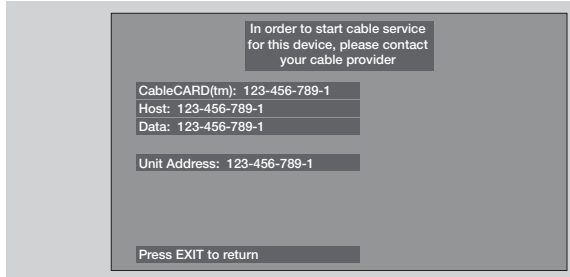 In order to start cable service
for this device, please contact
your cable provider
CableCARD(tm): 123-456-789-1
Host: 123-456-789-1
Data: 123-456-789-1
Unit Address: 123-456-789-1
Press EXIT to return